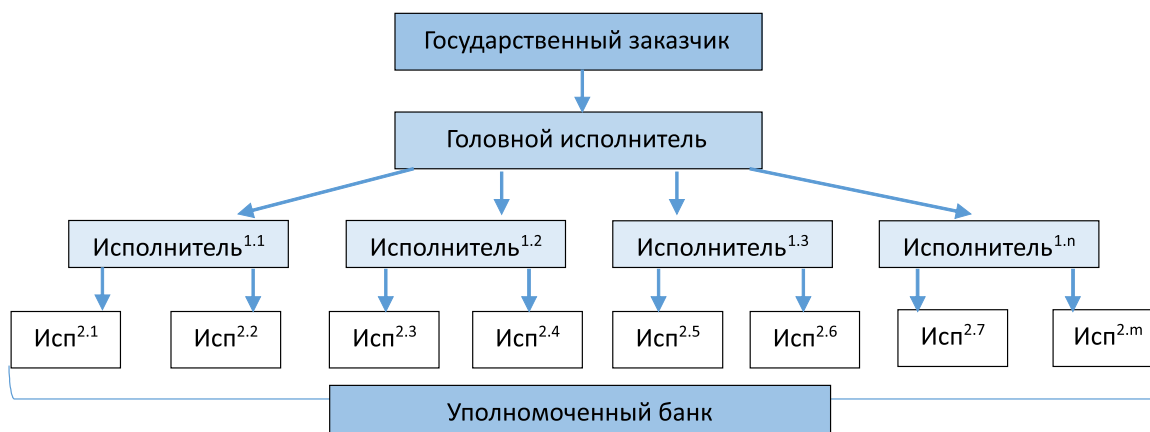 Государственный заказчик
Головной исполнитель
Исполнитель1.1
Исполнитель1.2
Исполнитель1.3
Исполнитель1.n
Исп2.1
Исп2.2
Исп2.3
Исп2.4
Исп2.5
Исп2.6
Исп2.7
Исп2.m
Уполномоченный банк